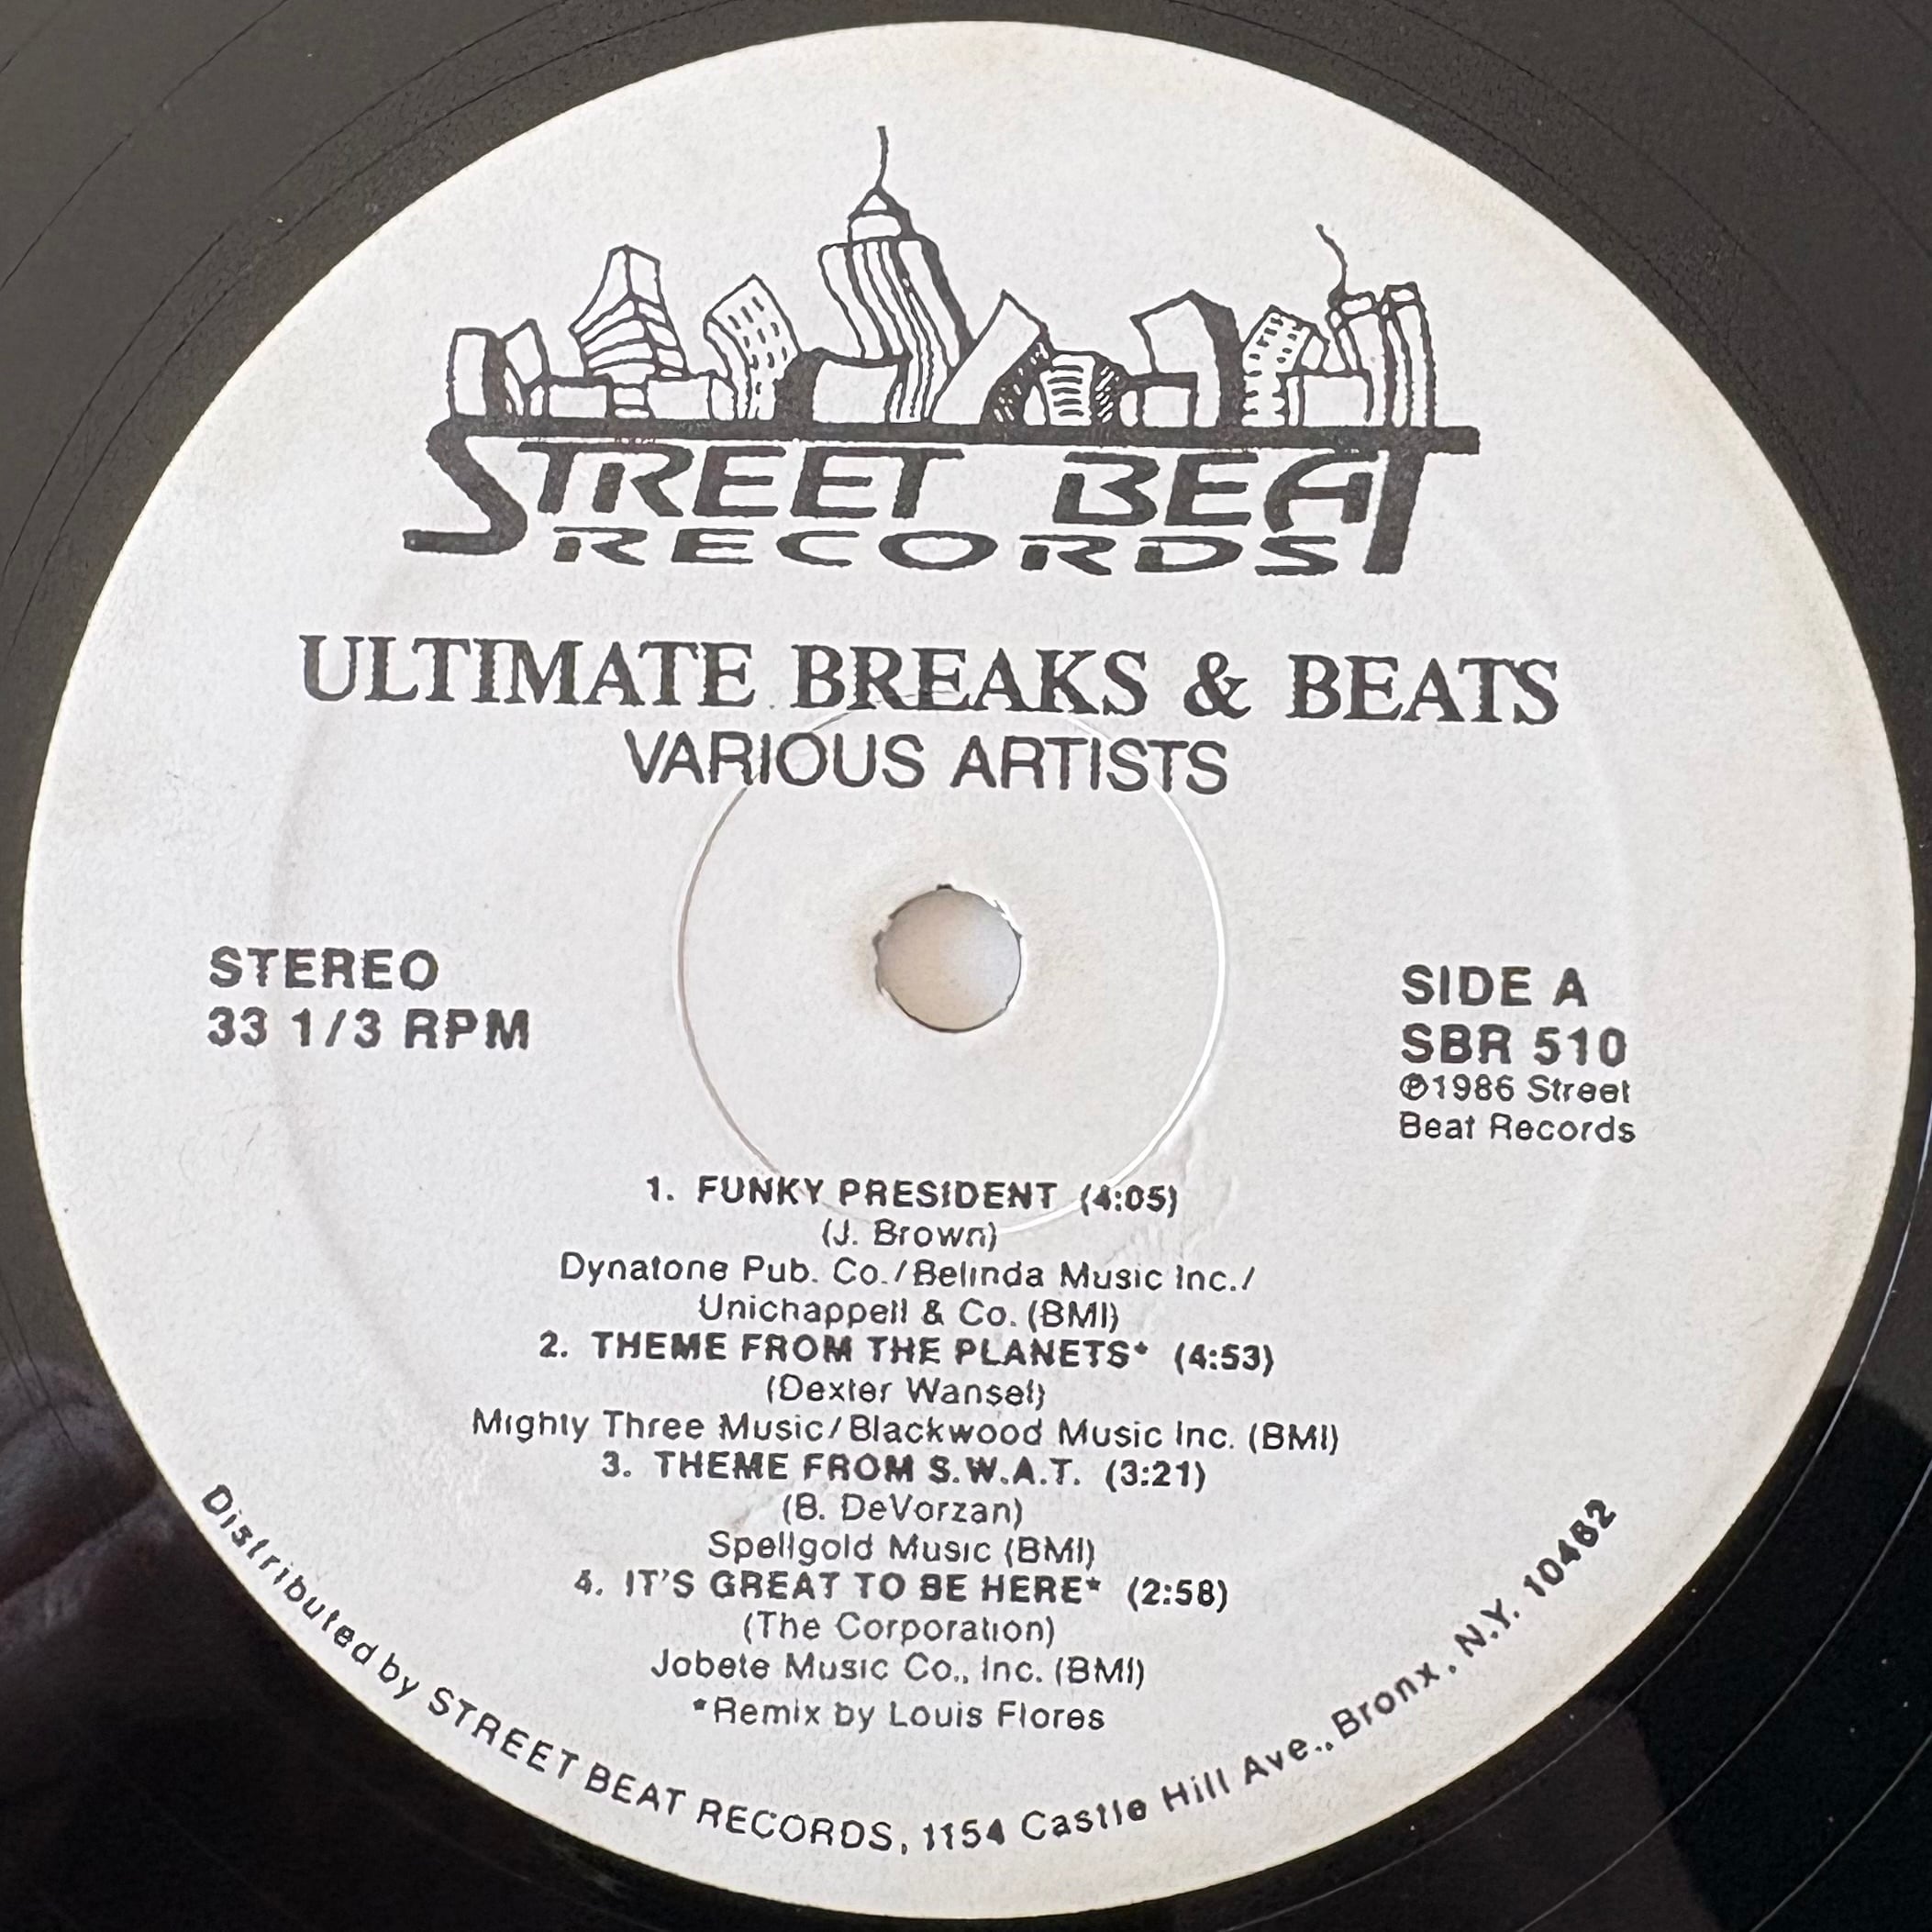 STREET BEAT
RECORDS
ULTIMATE BREAKS & BEATS
VARIOUS ARTISTS
STEREO
33 1/3 RPM
SIDE A
SBR 510
℗1986 Street
Beat Records
1. FUNKY PRESIDENT (4:05)
(J. Brown)
Dynatone Pub. Co./Belinda Music Inc./
Unichappell & Co. (BMI)
2. THEME FROM THE PLANETS* (4:53)
(Dexter Wansel)
Mighty Three Music/Blackwood Music Inc. (BMI)
3. THEME FROM S.W.A.T. (3:21)
(B. DeVorzan)
Spellgold Music (BMI)
4. IT'S GREAT TO BE HERE* (2:58)
(The Corporation)
Jobete Music Co., Inc. (BMI)
*Remix by Louis Flores
Distributed by STREET BEAT RECORDS, 1154 Castle Hill Ave., Bronx, N.Y. 10462